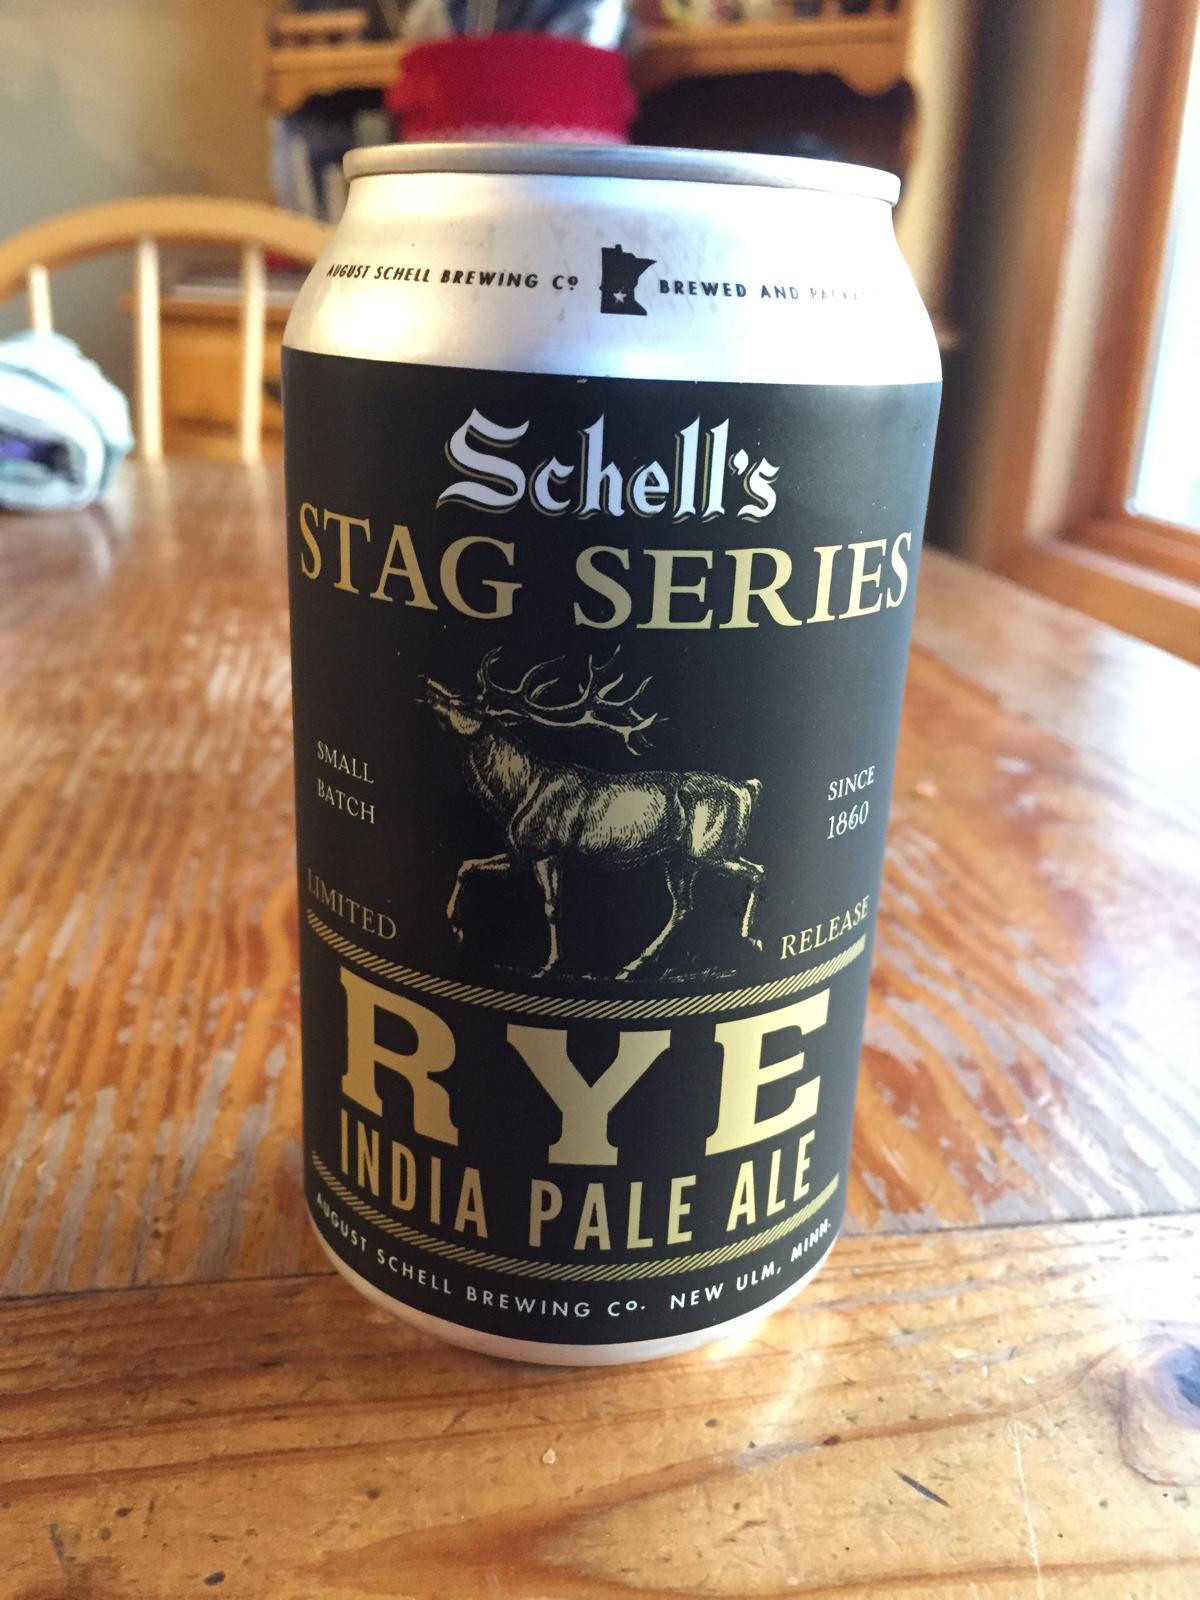 AUGUST SCHELL BREWING Cº BREWED AND
Schell's
STAG SERIES
SMALL
BATCH
SINCE
1860
LIMITED
RELEASE
RYE
INDIA PALE ALE
AUGUST SCHELL BREWING Cº. NEW ULM, MINN.